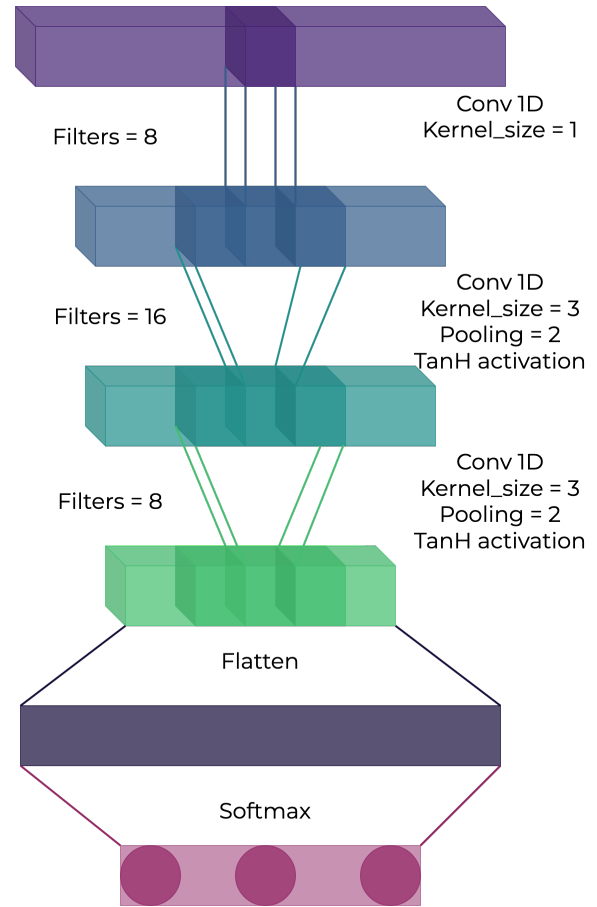 Conv 1D
Kernel_size = 1
Filters = 8
Conv 1D
Kernel_size = 3
Pooling = 2
TanH activation
Filters = 16
Conv 1D
Kernel_size = 3
Pooling = 2
TanH activation
Filters = 8
Flatten
Softmax